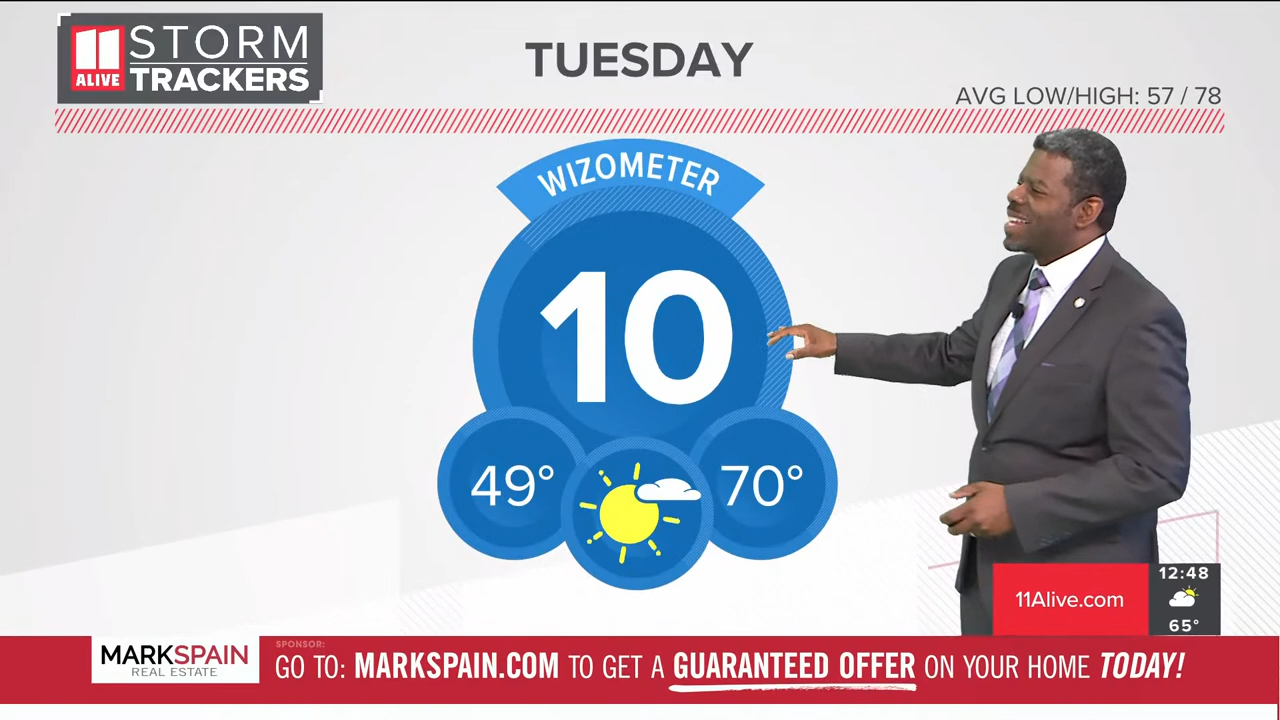 11 ALIVE
STORM
TRACKERS
TUESDAY
AVG LOW/HIGH: 57 / 78
WIZOMETER
10
49°
70°
11Alive.com
12:48
65°
MARKSPAIN
REAL ESTATE
SPONSOR:
GO TO: MARKSPAIN.COM TO GET A GUARANTEED OFFER ON YOUR HOME TODAY!